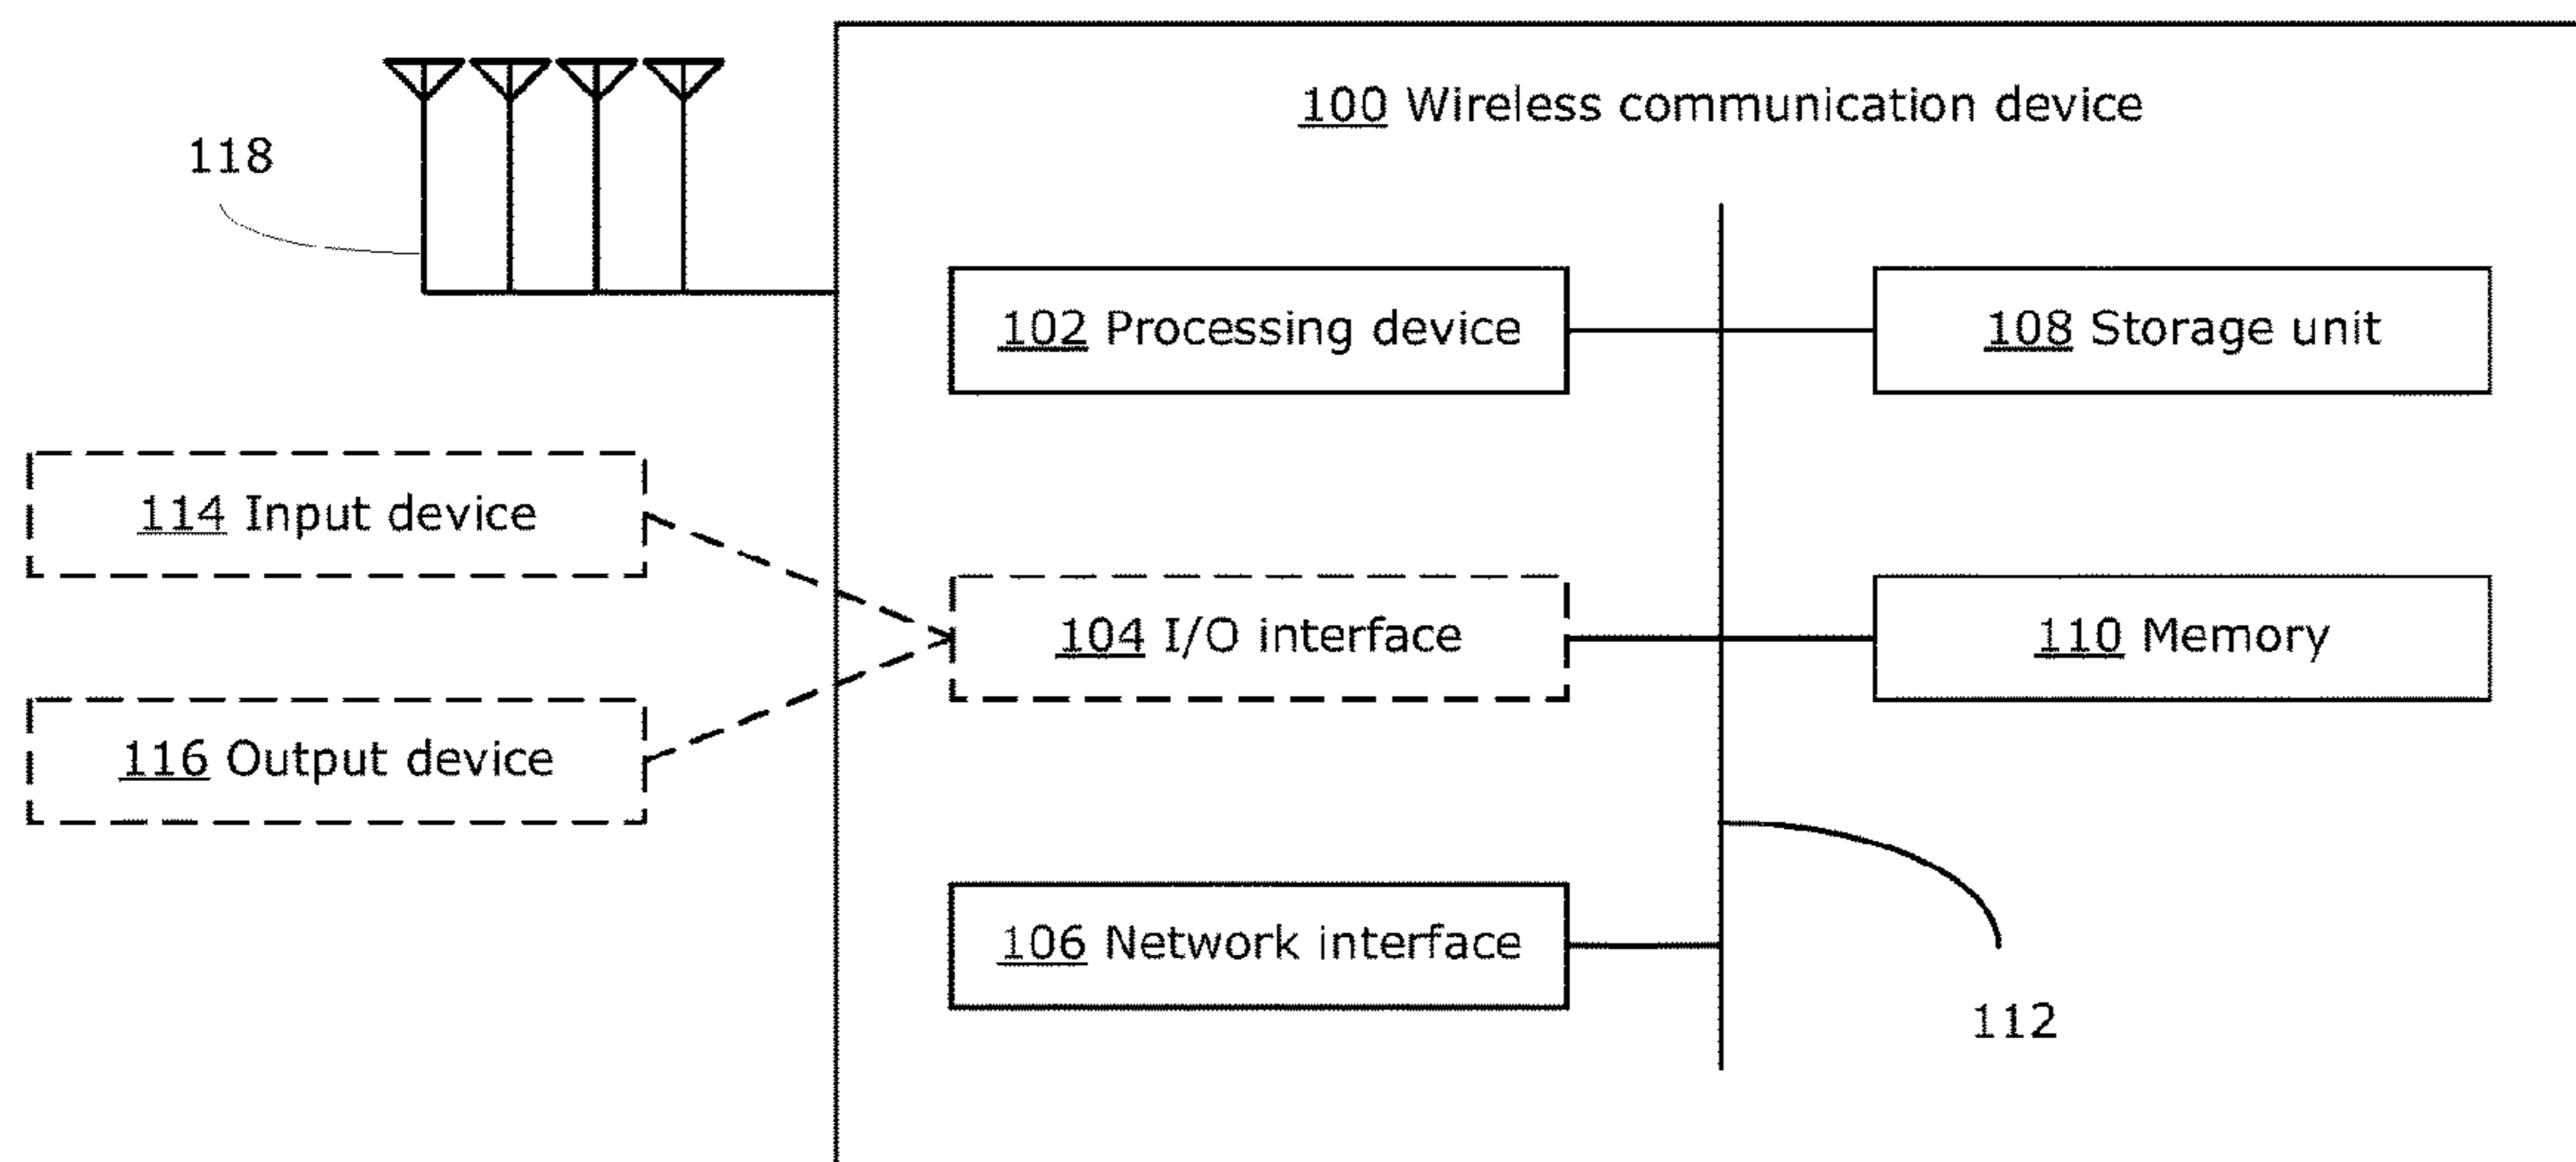 100 Wireless communication device
118
102 Processing device
108 Storage unit
114 Input device
104 I/O interface
110 Memory
116 Output device
106 Network interface
112